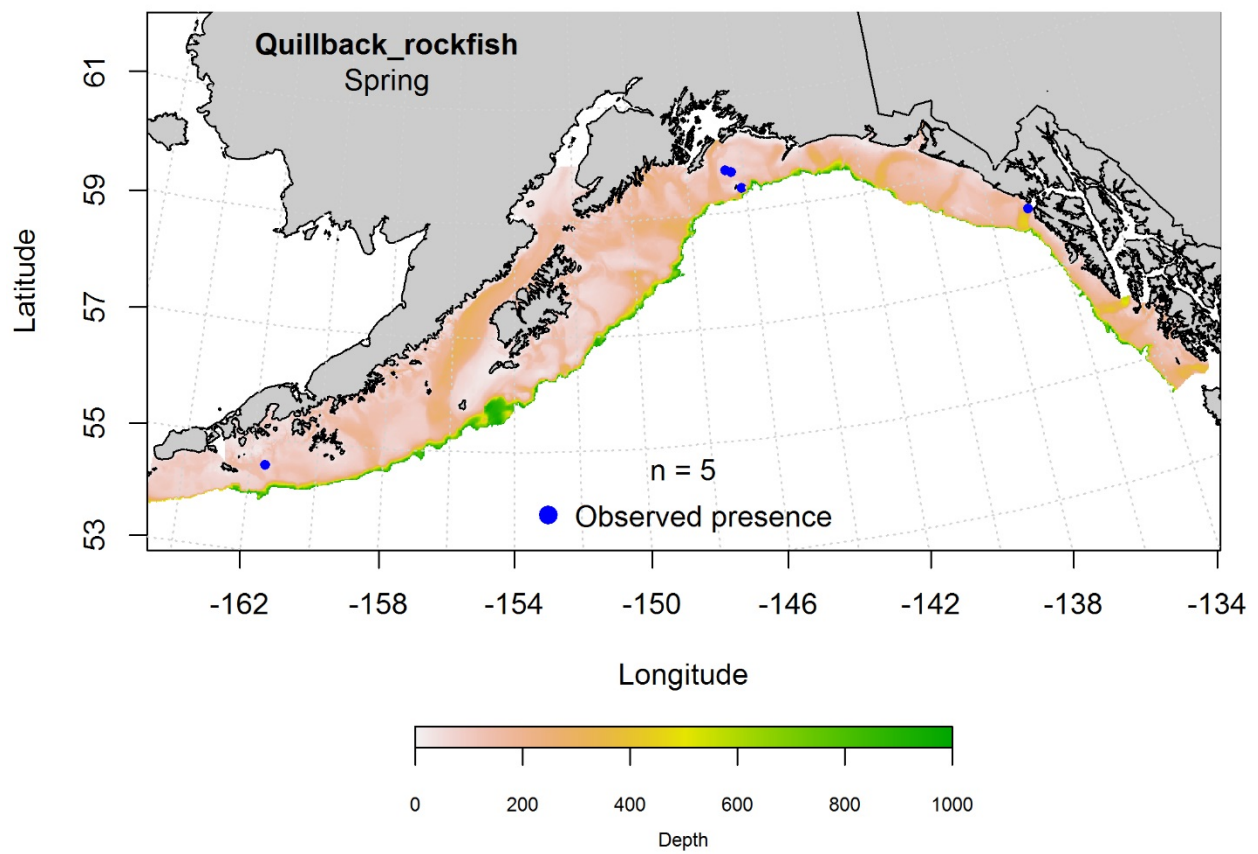 Quillback_rockfish
Spring
61
59
57
55
53
Latitude
n = 5
Observed presence
-162 -158 -154 -150 -146 -142 -138 -134
Longitude
0 200 400 600 800 1000
Depth